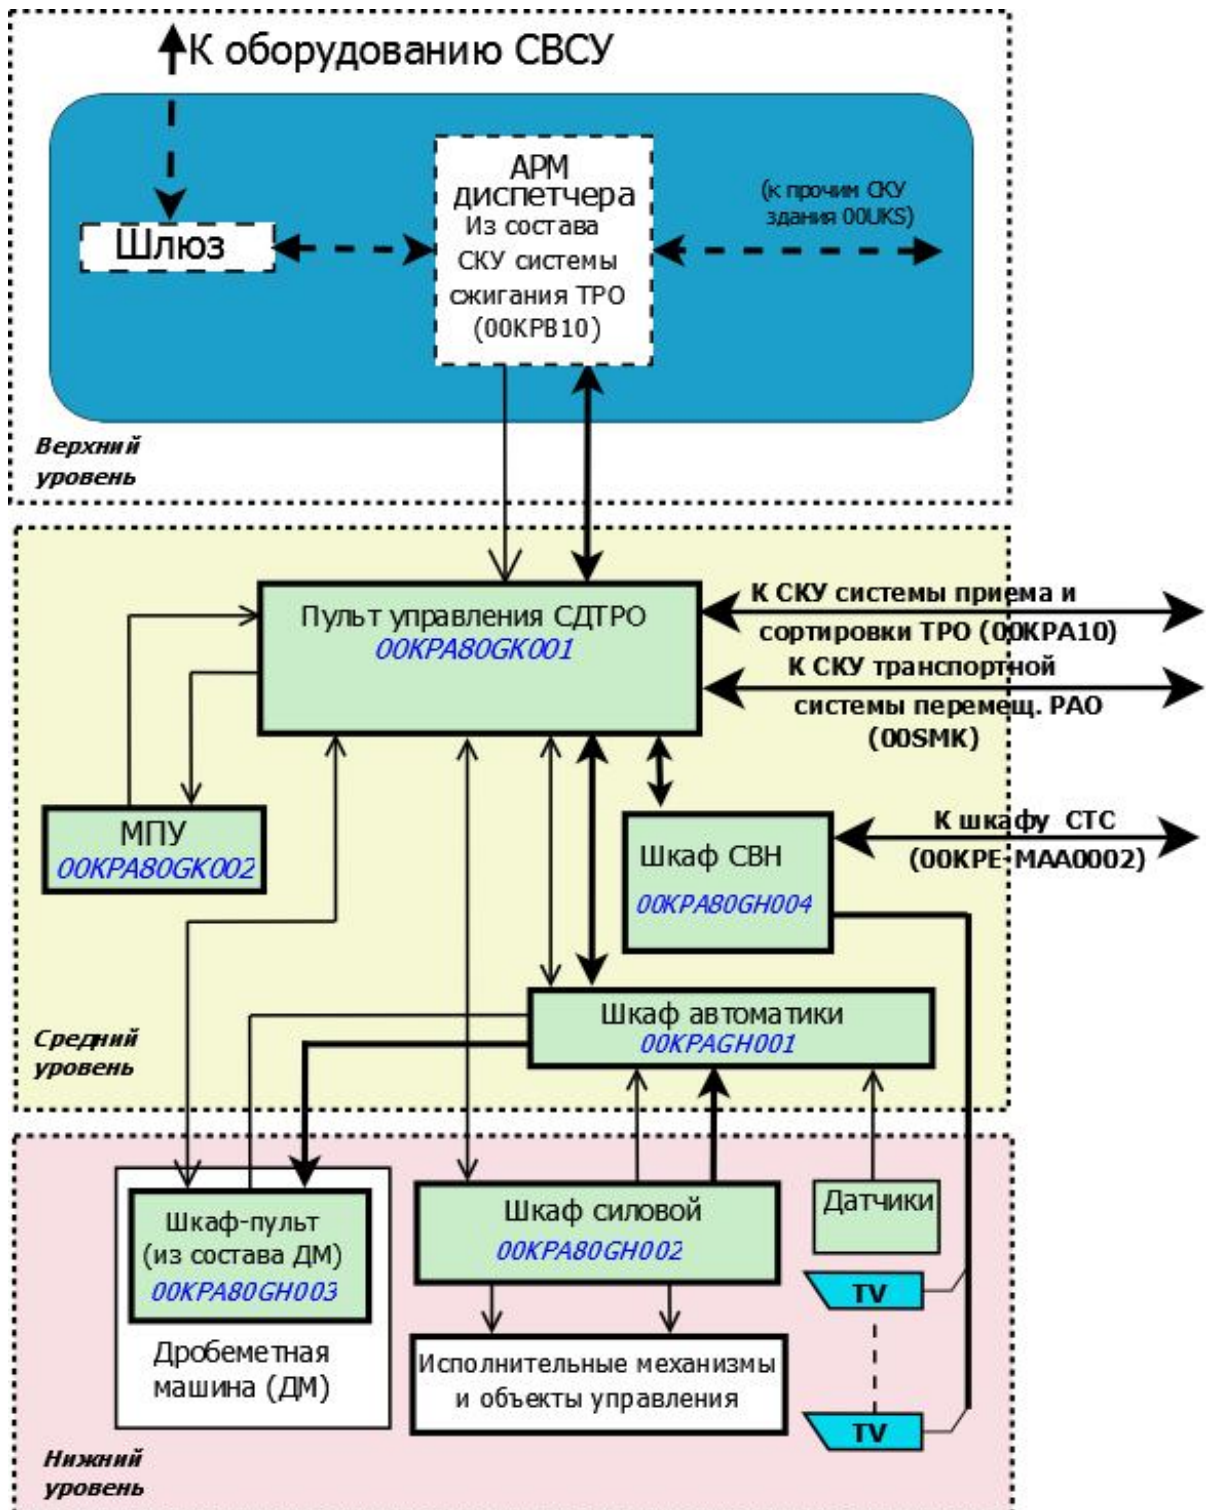 К оборудованию СВСУ
АРМ
диспетчера
Из состава
СКУ системы
сжигания ТРО
(00KPB10)
(к прочим СКУ
здания 00UKS)
Шлюз
Верхний
уровень
Пульт управления СДТРО
00KPA80GK001
К СКУ системы приема и
сортировки ТРО (00KPA10)
К СКУ транспортной
системы перемещ. РАО
(00SMK)
МПУ
00KPA80GK002
Шкаф СВН
00KPA80GH004
К шкафу СТС
(00KPE-MAA0002)
Шкаф автоматики
00KPAGH001
Средний
уровень
Шкаф-пульт
(из состава ДМ)
00KPA80GH003
Дробеметная
машина (ДМ)
Шкаф силовой
00KPA80GH002
Датчики
TV
Исполнительные механизмы
и объекты управления
TV
Нижний
уровень